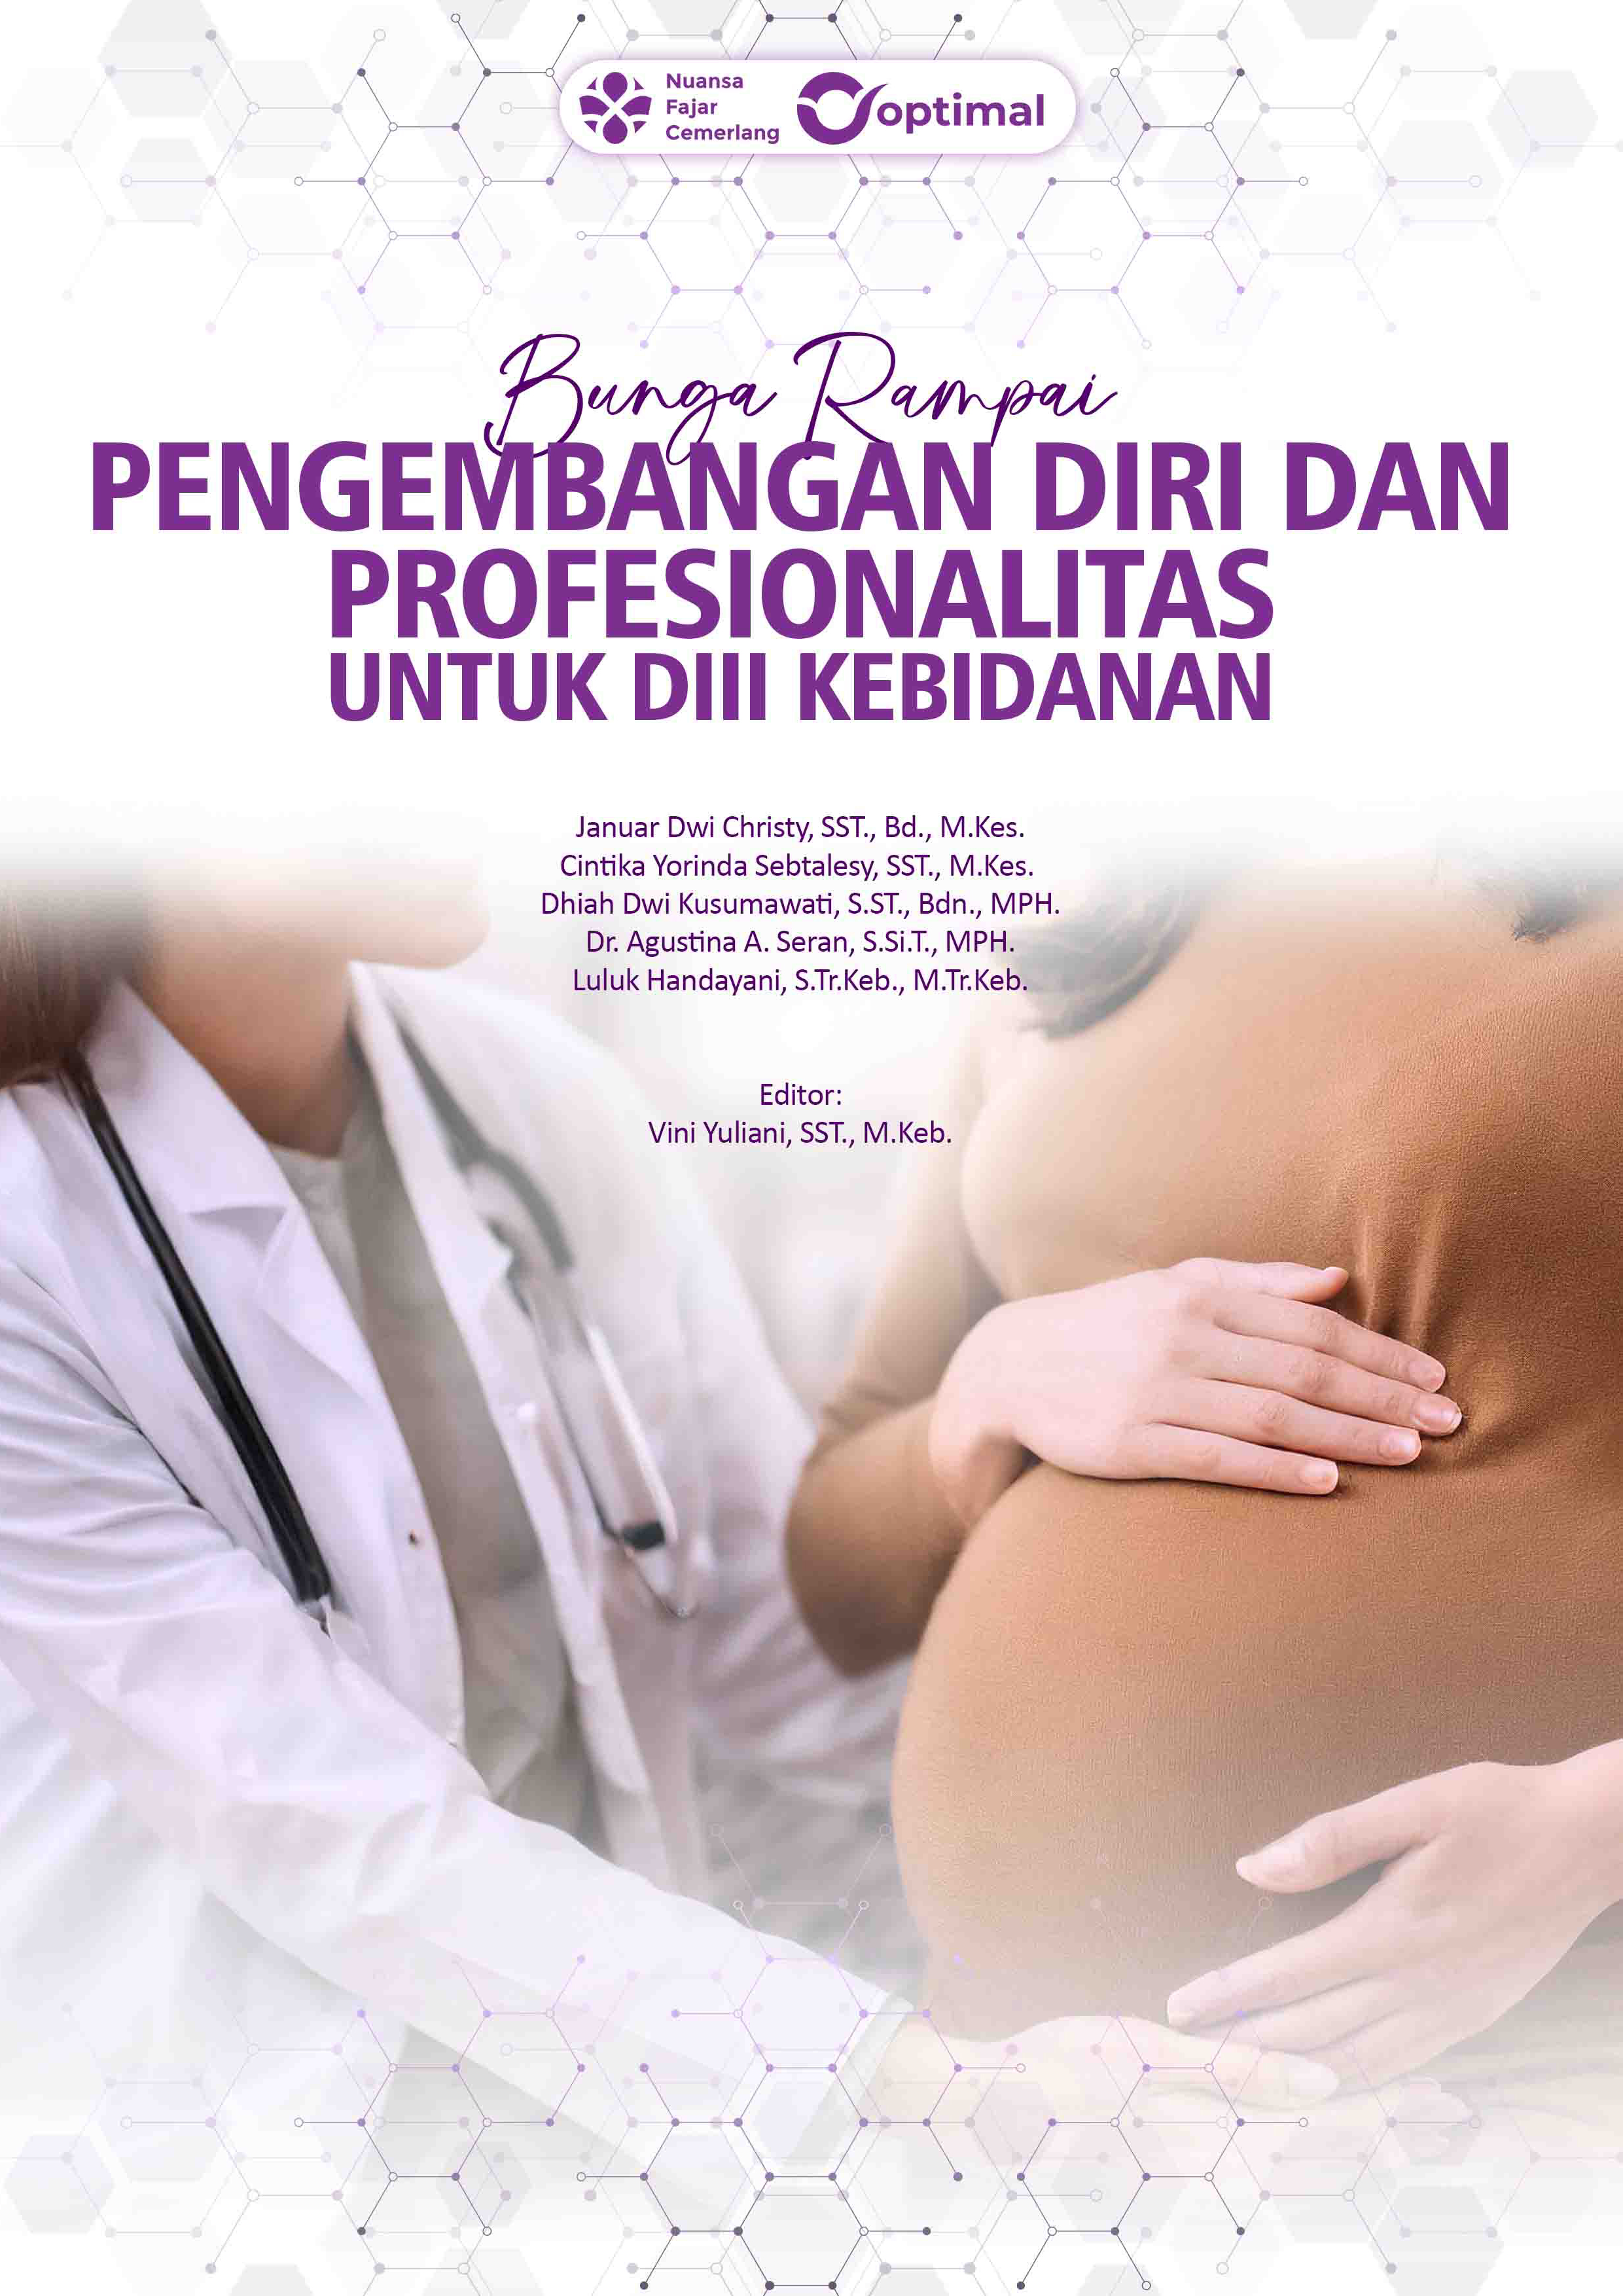 Nuansa
Fajar
Cemerlang
optimal
Bunga Rampai
PENGEMBANGAN DIRI DAN
PROFESIONALITAS
UNTUK DIII KEBIDANAN
Januar Dwi Christy, SST., Bd., M.Kes.
Cintika Yorinda Sebtalesy, SST., M.Kes.
Dhiah Dwi Kusumawati, S.ST., Bdn., MPH.
Dr. Agustina A. Seran, S.Si.T., MPH.
Luluk Handayani, S.Tr.Keb., M.Tr.Keb.
Editor:
Vini Yuliani, SST., M.Keb.